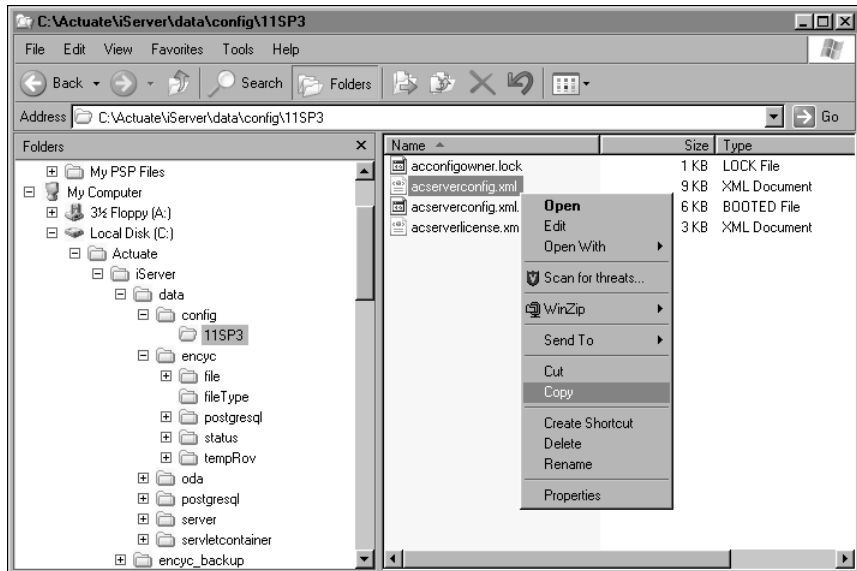 C:\Actuate\iServer\data\config\11SP3
File Edit View Favorites Tools Help
Back Search Folders
Address C:\Actuate\iServer\data\config\11SP3 Go
Folders x
My PSP Files
My Computer
3½ Floppy (A:)
Local Disk (C:)
Actuate
iServer
data
config
11SP3
encyc
file
fileType
postgresql
status
tempRov
oda
postgresql
server
servletcontainer
encyc_backup
Name Size Type
acconfigowner.lock 1 KB LOCK File
acserverconfig.xml 9 KB XML Document
acserverconfig.xml. 6 KB BOOTED File
acserverlicense.xm 3 KB XML Document
Open
Edit
Open With
Scan for threats...
WinZip
Send To
Cut
Copy
Create Shortcut
Delete
Rename
Properties